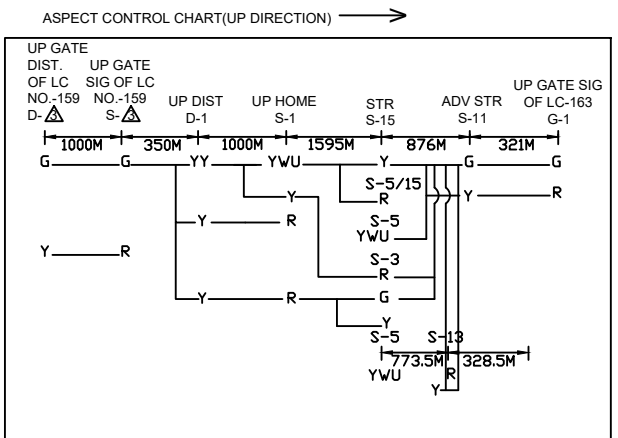 ASPECT CONTROL CHART(UP DIRECTION)
UP GATE DIST. OF LC NO.-159 D-3
UP GATE SIG OF LC NO.-159 S-3
UP DIST D-1
UP HOME S-1
STR S-15
ADV STR S-11
UP GATE SIG OF LC-163 G-1
1000M 350M 1000M 1595M 876M 321M
G G YY YWU Y G G
S-5/15
Y R Y R
S-5
Y R YWU
S-3
Y R R
Y R G
Y
S-5 S-13
773.5M 328.5M
YWU R
Y